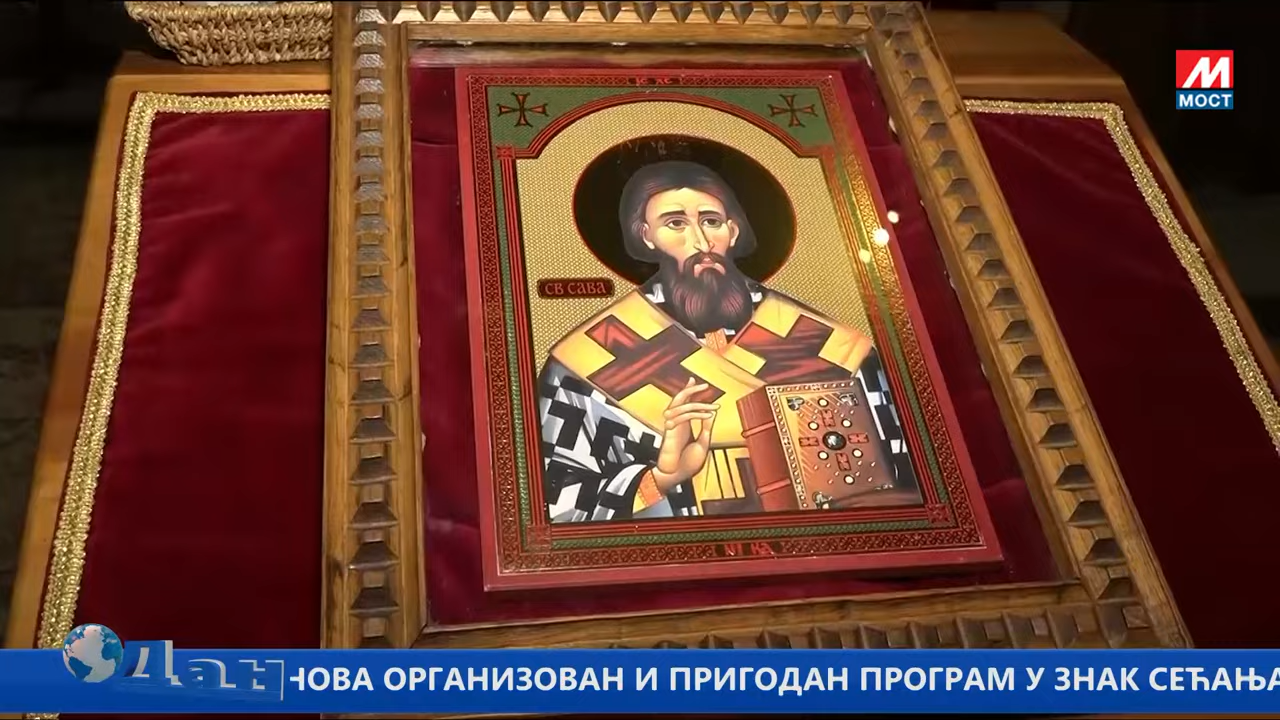 М
МОСТ
СВ САВА
Дан
НОВА ОРГАНИЗОВАН И ПРИГОДАН ПРОГРАМ У ЗНАК СЕЋАЊА